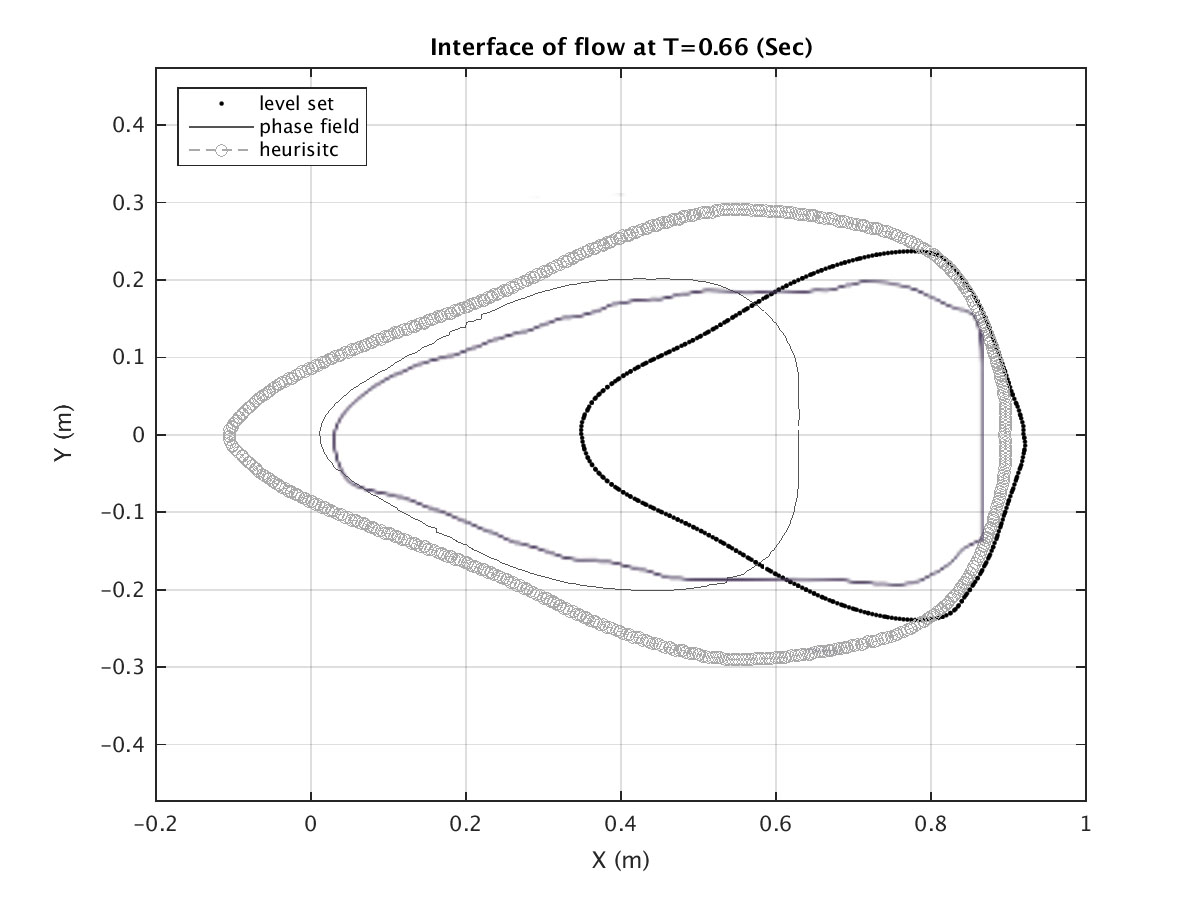 Interface of flow at T=0.66 (Sec)
level set
phase field
heurisitc
0.4
0.3
0.2
0.1
0
-0.1
-0.2
-0.3
-0.4
Y (m)
-0.2 0 0.2 0.4 0.6 0.8 1
X (m)